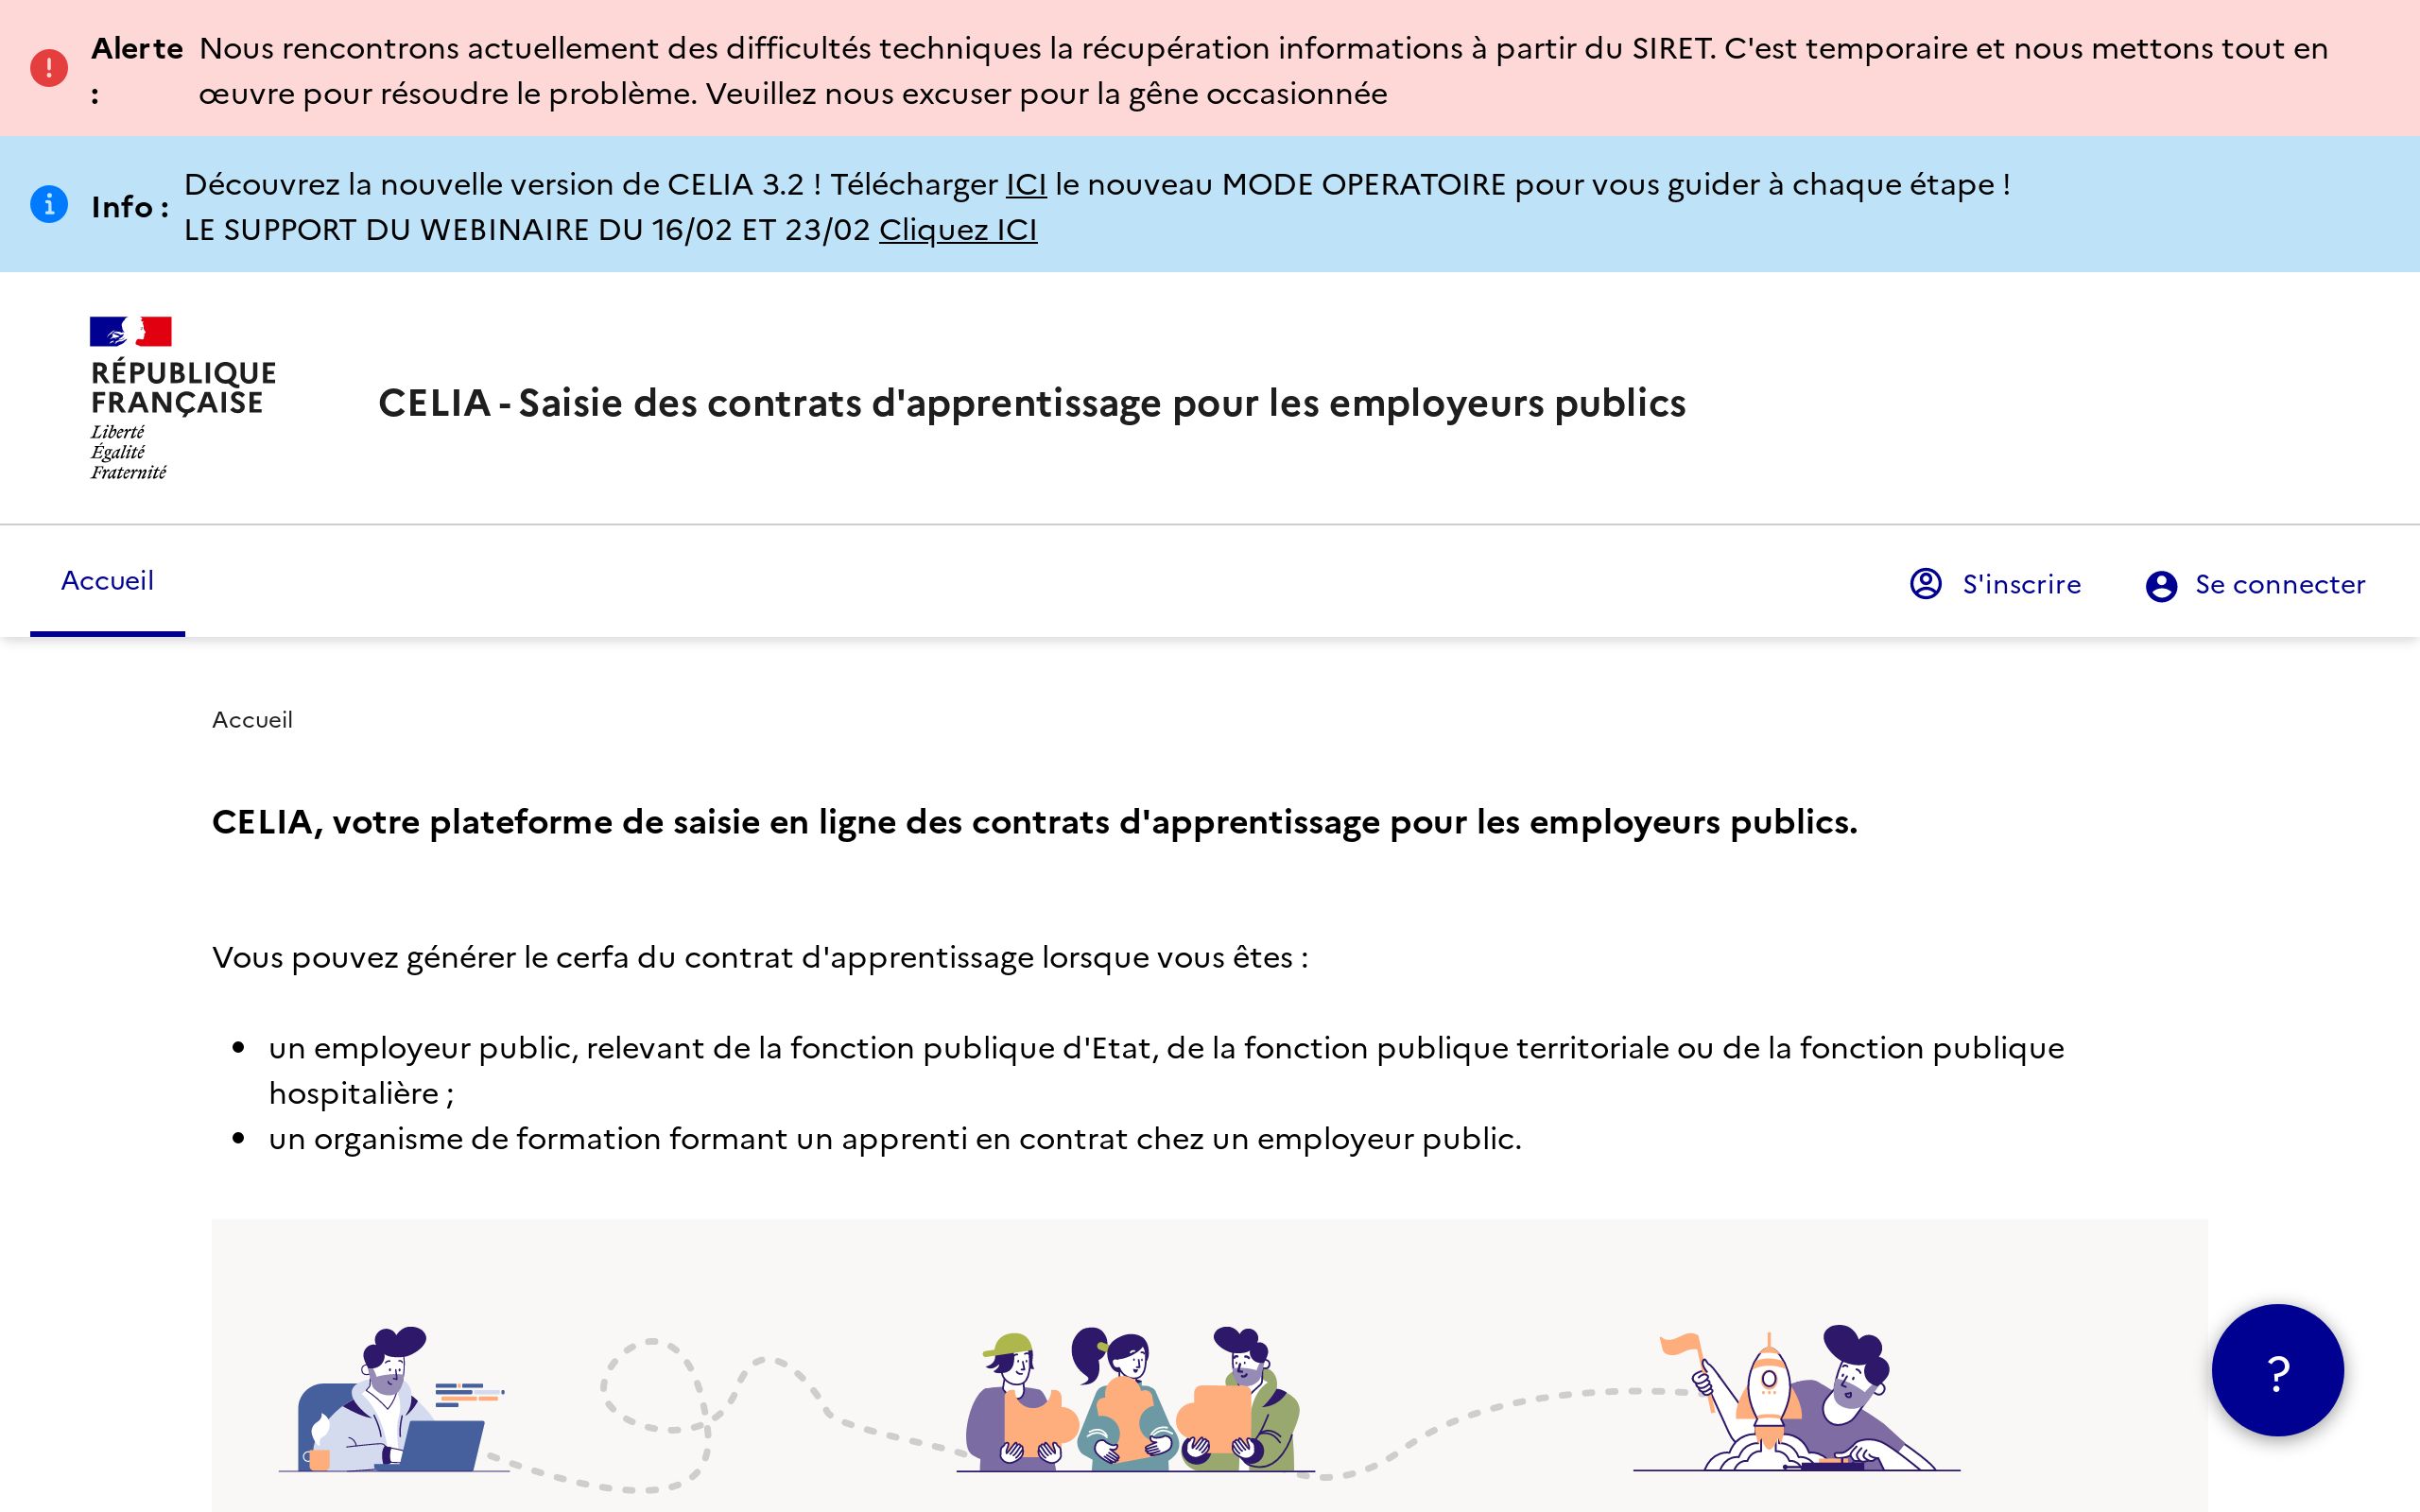 Alerte : Nous rencontrons actuellement des difficultés techniques la récupération informations à partir du SIRET. C'est temporaire et nous mettons tout en
œuvre pour résoudre le problème. Veuillez nous excuser pour la gêne occasionnée
Info : Découvrez la nouvelle version de CELIA 3.2 ! Télécharger ICI le nouveau MODE OPERATOIRE pour vous guider à chaque étape !
LE SUPPORT DU WEBINAIRE DU 16/02 ET 23/02 Cliquez ICI
RÉPUBLIQUE
FRANÇAISE
Liberté
Égalité
Fraternité
CELIA - Saisie des contrats d'apprentissage pour les employeurs publics
Accueil
S'inscrire
Se connecter
Accueil
CELIA, votre plateforme de saisie en ligne des contrats d'apprentissage pour les employeurs publics.
Vous pouvez générer le cerfa du contrat d'apprentissage lorsque vous êtes :
un employeur public, relevant de la fonction publique d'Etat, de la fonction publique territoriale ou de la fonction publique
hospitalière ;
un organisme de formation formant un apprenti en contrat chez un employeur public.
?